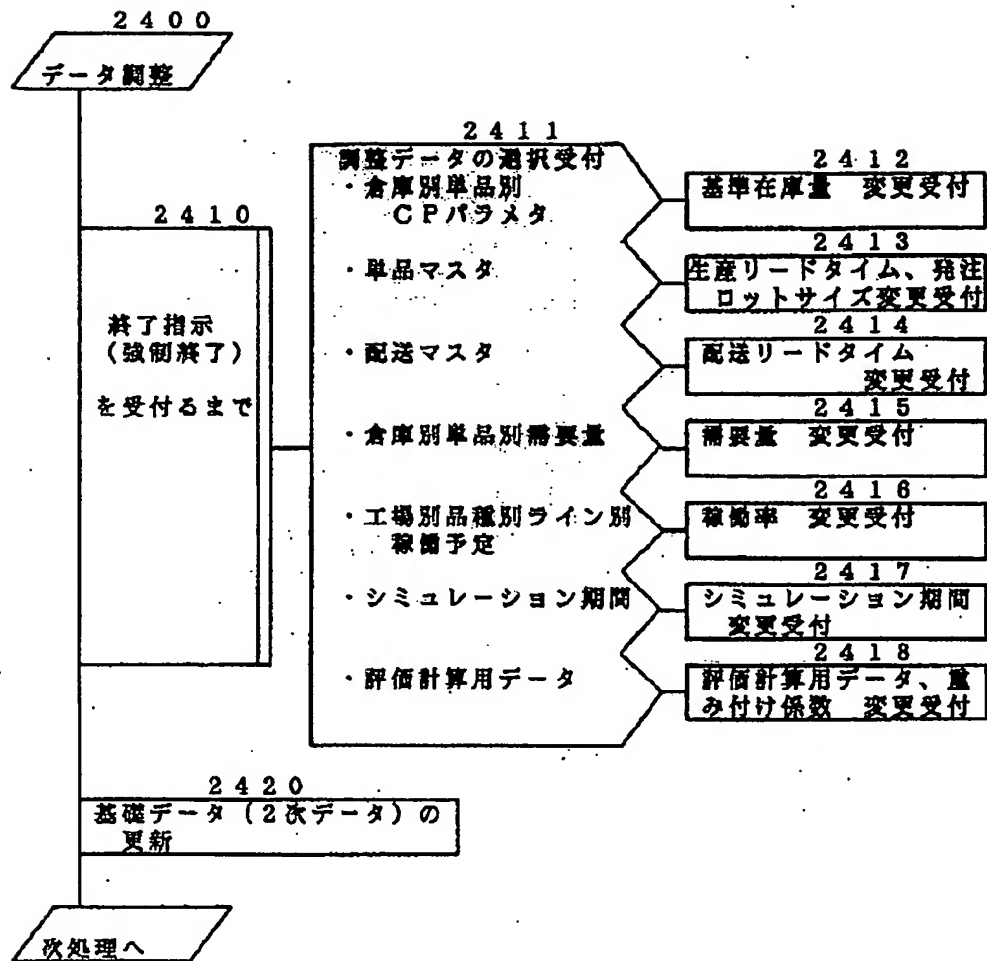 2400
データ調整
2411
調整データの選択受付
・倉庫別単品別
CPパラメタ
2412
基準在庫量 変更受付
2410
2413
・単品マスタ
生産リードタイム、発注
ロットサイズ変更受付
終了指示
(強制終了)
を受付るまで
2414
・配送マスタ
配送リードタイム
変更受付
2415
・倉庫別単品別需要量
需要量 変更受付
2416
・工場別品種別ライン別
稼働予定
稼働率 変更受付
2417
・シミュレーション期間
シミュレーション期間
変更受付
2418
・評価計算用データ
評価計算用データ、重
み付け係数 変更受付
2420
基礎データ(2次データ)の
更新
次処理へ